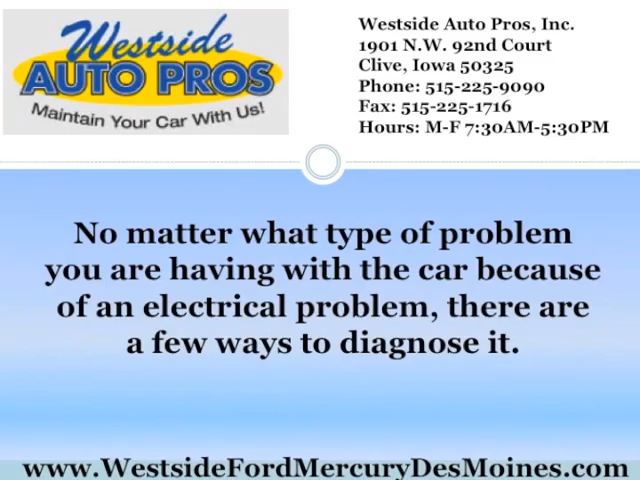 Westside
AUTO PROS
Maintain Your Car With Us!
Westside Auto Pros, Inc.
1901 N.W. 92nd Court
Clive, Iowa 50325
Phone: 515-225-9090
Fax: 515-225-1716
Hours: M-F 7:30AM-5:30PM
No matter what type of problem
you are having with the car because
of an electrical problem, there are
a few ways to diagnose it.
www.WestsideFordMercuryDesMoines.com